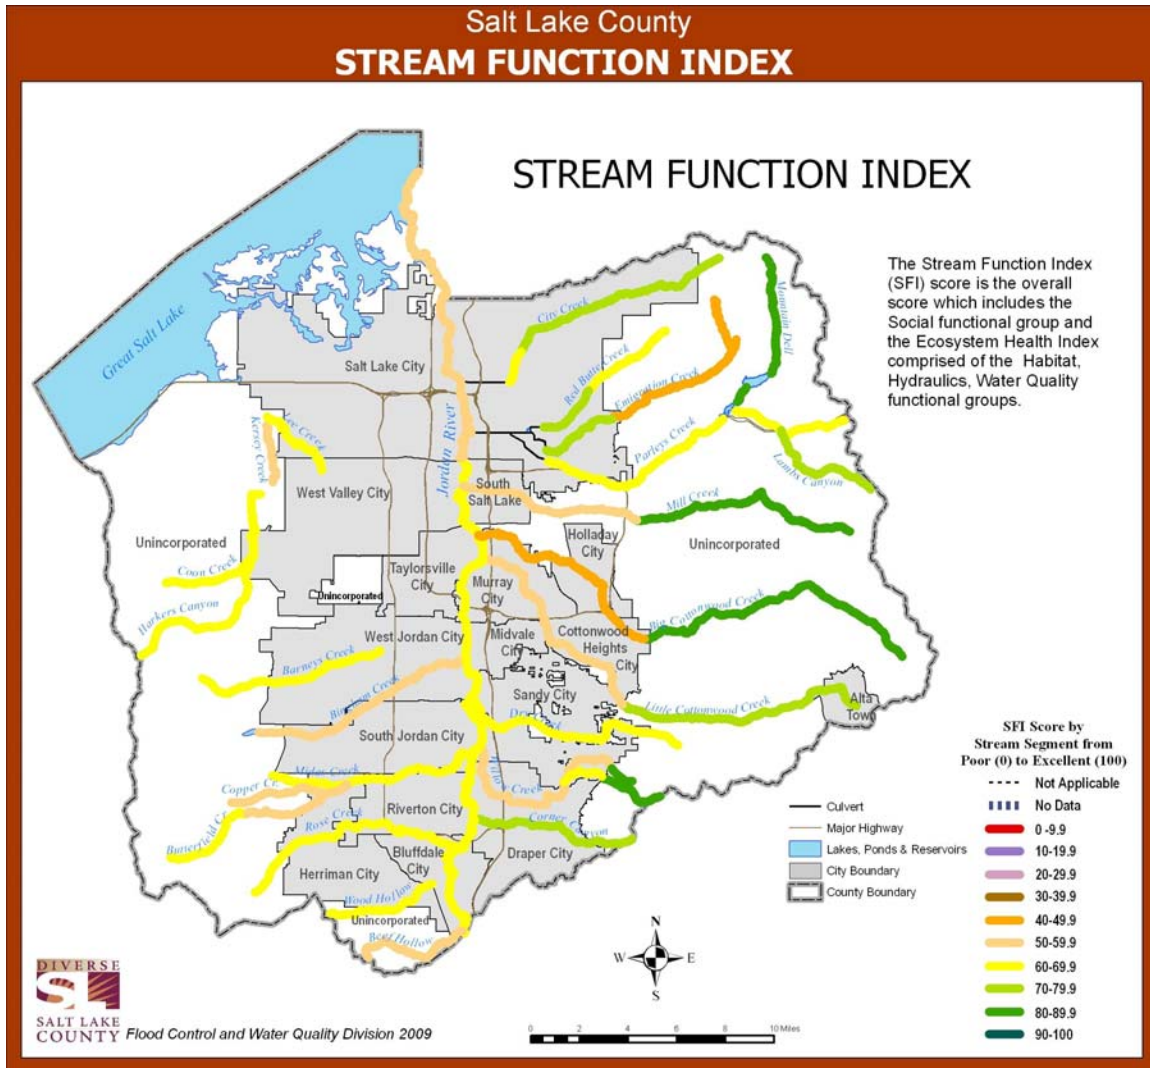 Salt Lake County
STREAM FUNCTION INDEX
STREAM FUNCTION INDEX
The Stream Function Index
(SFI) score is the overall
score which includes the
Social functional group and
the Ecosystem Health Index
comprised of the Habitat,
Hydraulics, Water Quality
functional groups.
Great Salt Lake
City Creek
Mountain Dell
Salt Lake City
Red Butte Creek
Emigration Creek
Jordan River
Lee Creek
Kersey Creek
Parleys Creek
Lambs Canyon
West Valley City
South
Salt Lake
Mill Creek
Unincorporated
Holladay
City
Unincorporated
Coon Creek
Taylorsville
City
Murray
City
Unincorporated
Harkers Canyon
Big Cottonwood Creek
West Jordan City
Midvale
City
Cottonwood
Heights
City
Barneys Creek
Bingham Creek
Sandy City
Little Cottonwood Creek
Alta
Town
Dry Creek
South Jordan City
Midas Creek
Willow Creek
Copper Cr.
Riverton City
Rose Creek
Corner Canyon
Butterfield Cr.
Bluffdale
City
Draper City
Herriman City
Wood Hollow
Unincorporated
Beef Hollow
SFI Score by
Stream Segment from
Poor (0) to Excellent (100)
Not Applicable
No Data
0 -9.9
10-19.9
20-29.9
30-39.9
40-49.9
50-59.9
60-69.9
70-79.9
80-89.9
90-100
Culvert
Major Highway
Lakes, Ponds & Reservoirs
City Boundary
County Boundary
N
W E
S
0 2 4 6 8 10 Miles
DIVERSE
SL
SALT LAKE
COUNTY
Flood Control and Water Quality Division 2009